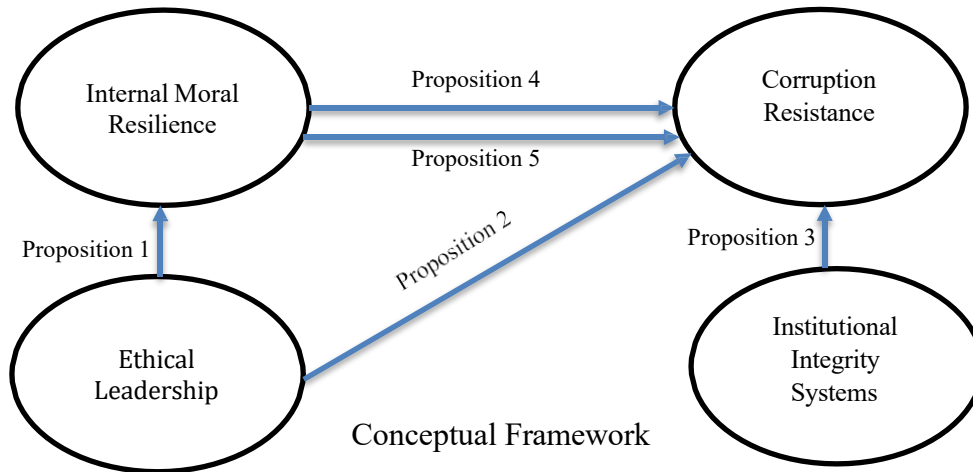 Internal Moral
Resilience
Proposition 4
Proposition 5
Corruption
Resistance
Proposition 1
Proposition 2
Proposition 3
Ethical
Leadership
Institutional
Integrity
Systems
Conceptual Framework